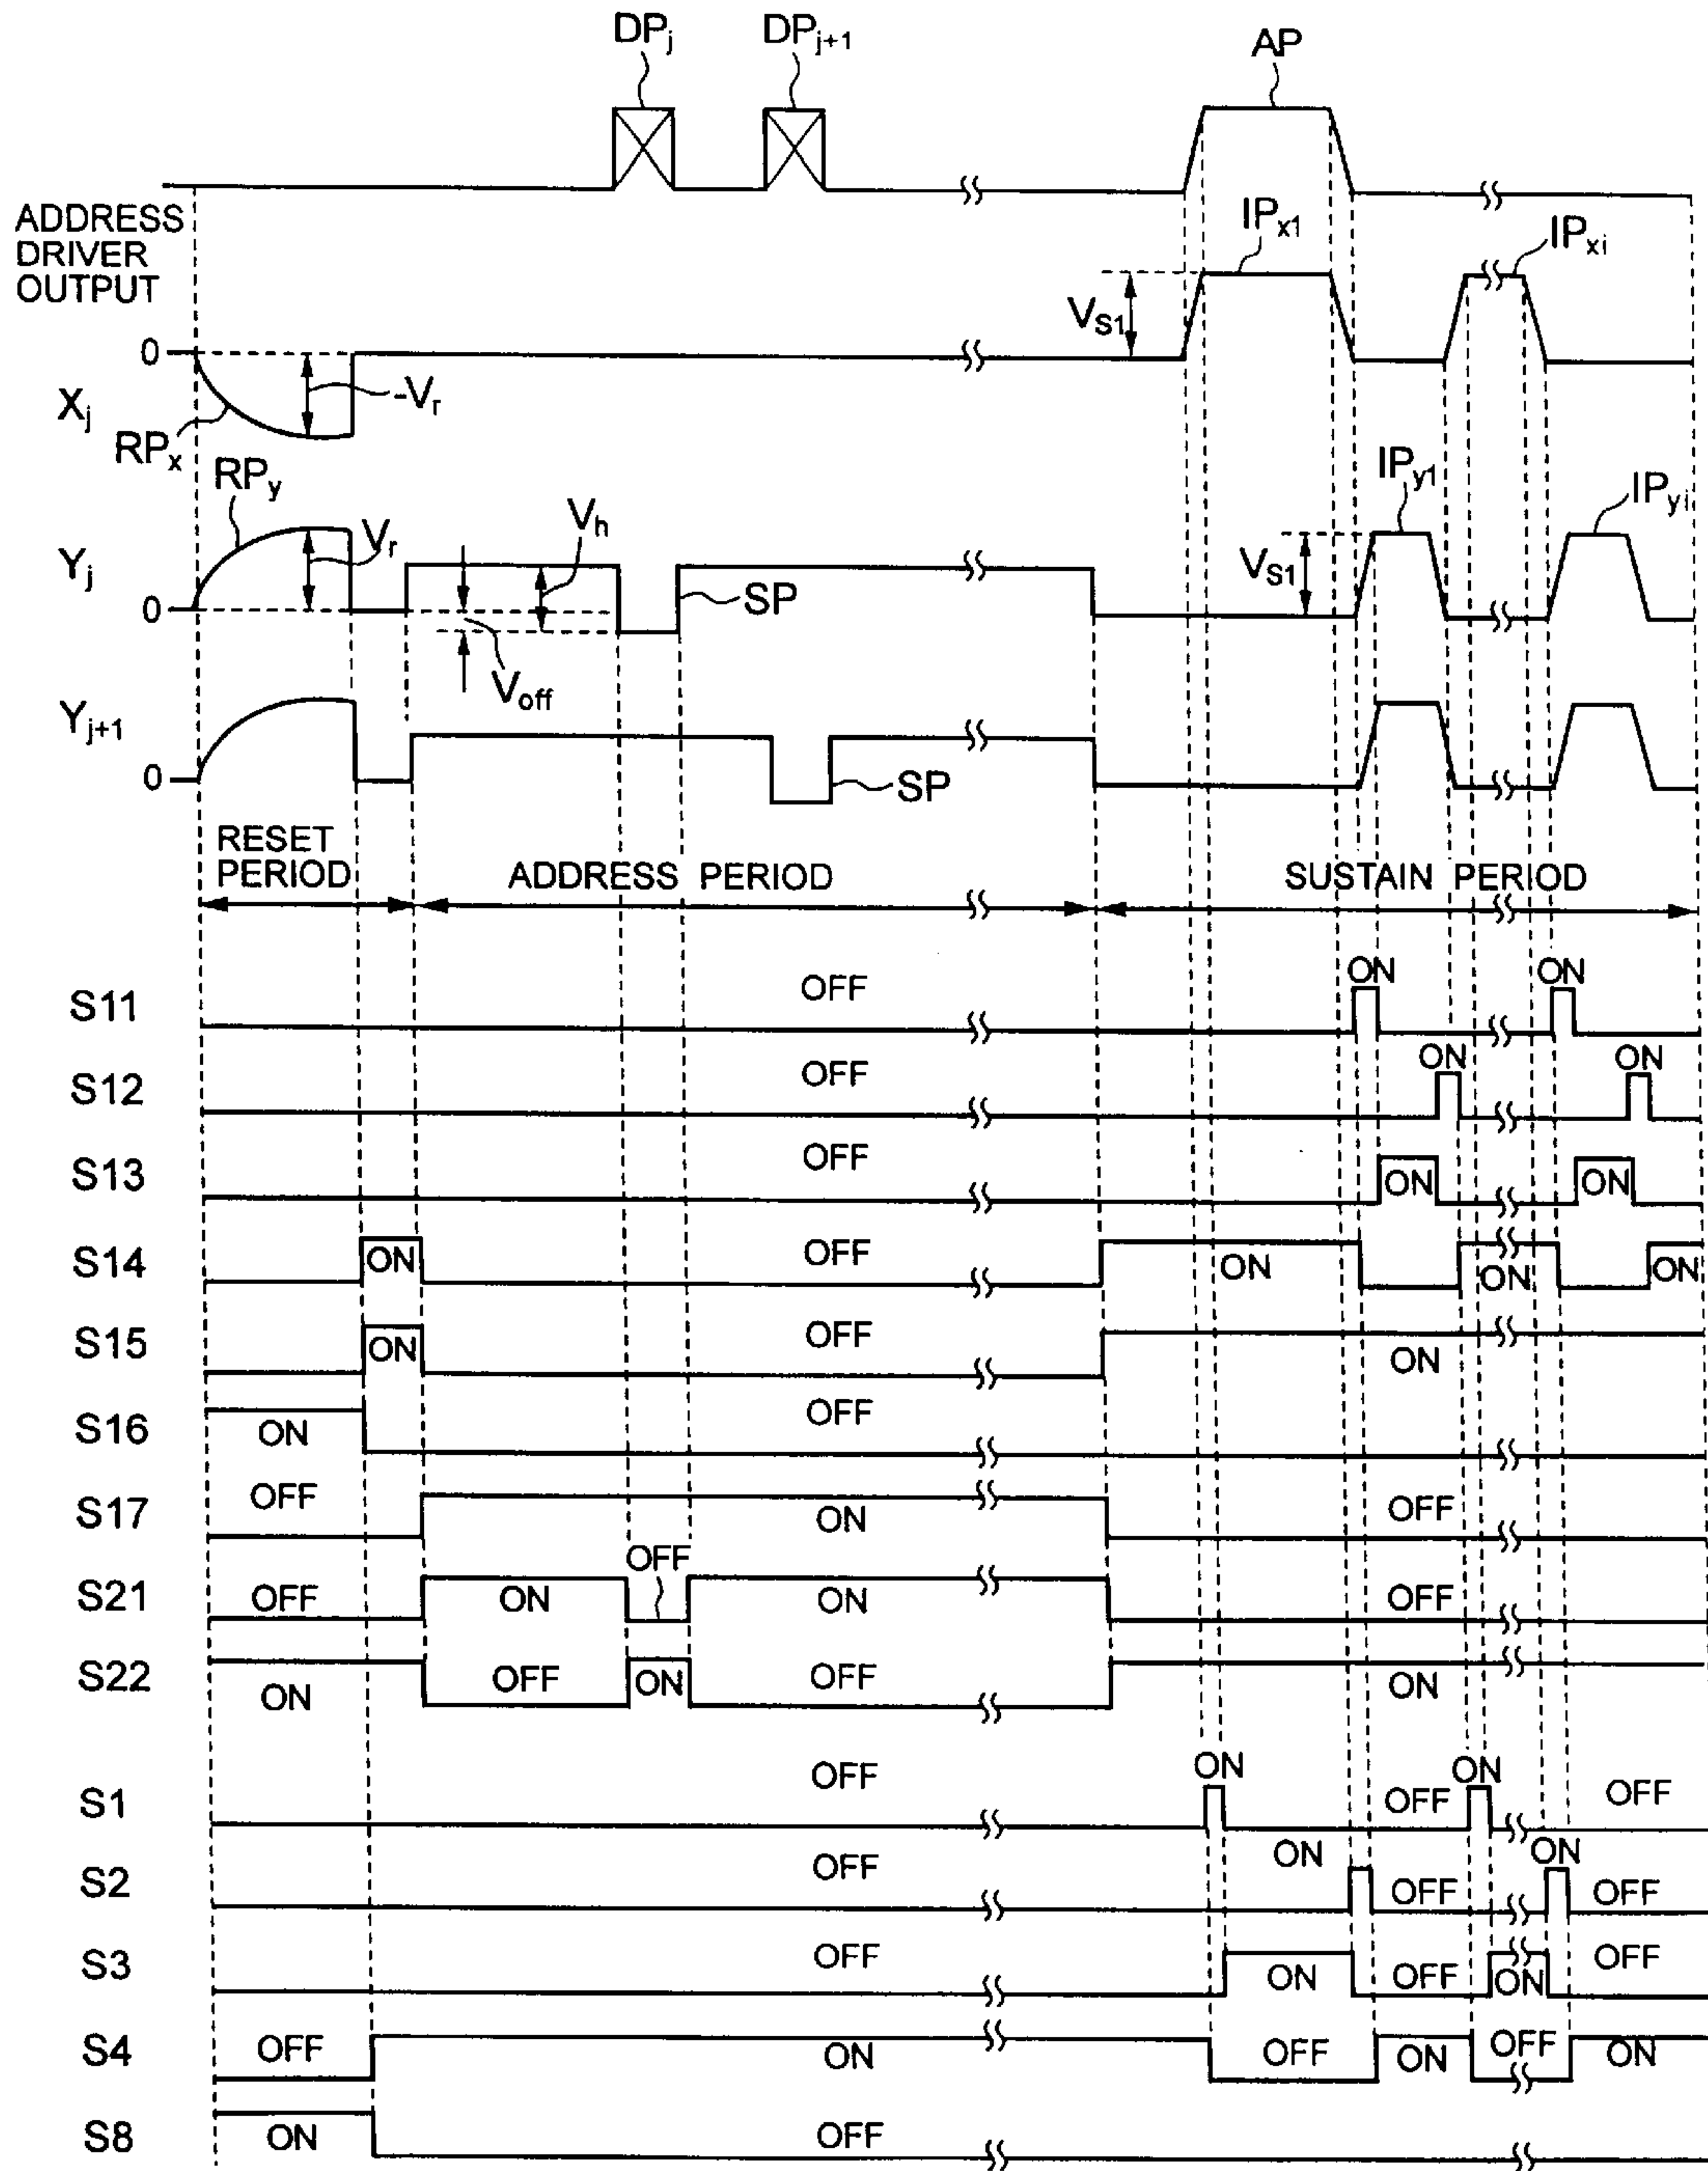 DPj DPj+1 AP
ADDRESS
DRIVER
OUTPUT
IPx1 IPxi
VS1
0
Xj -Vr
RPx
RPy IPy1 IPyi
Vr Vh
Yj VS1
0 SP
Voff
Yj+1
0 SP
RESET
PERIOD ADDRESS PERIOD SUSTAIN PERIOD
S11 OFF ON ON
S12 OFF ON ON
S13 OFF ON ON
S14 ON OFF ON ON ON
S15 ON OFF ON
S16 ON OFF
S17 OFF ON OFF
OFF
S21 OFF ON ON OFF
S22 ON OFF ON OFF ON
S1 OFF ON OFF ON OFF
ON ON
S2 OFF OFF OFF
S3 OFF ON OFF ON OFF
S4 OFF ON OFF ON OFF ON
S8 ON OFF